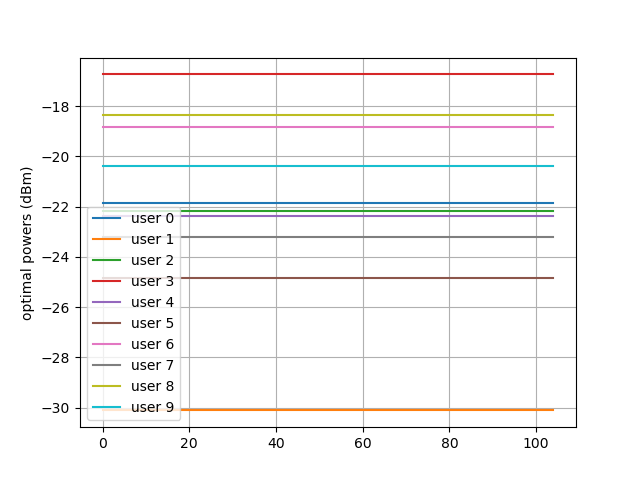 optimal powers (dBm)
−18
−20
−22
−24
−26
−28
−30
user 0
user 1
user 2
user 3
user 4
user 5
user 6
user 7
user 8
user 9
0 20 40 60 80 100